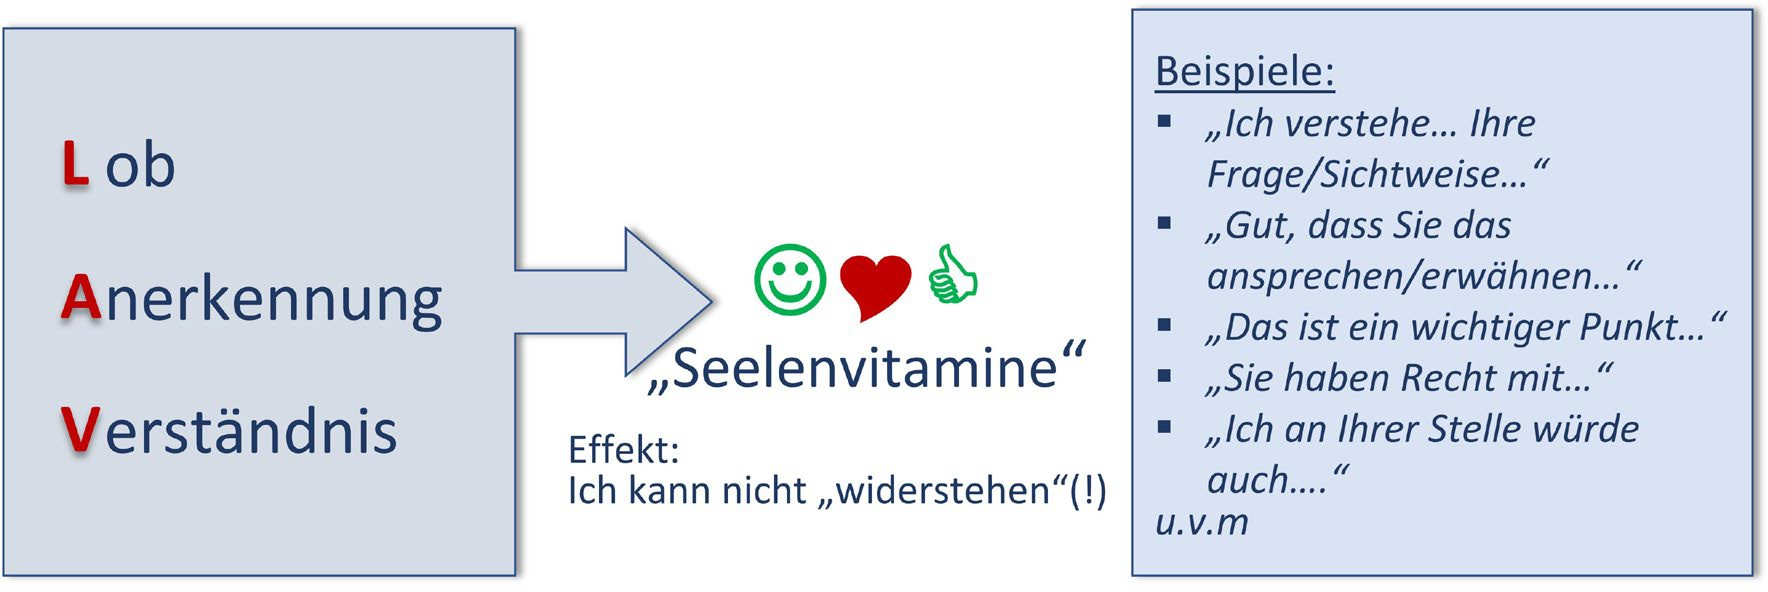 L ob
Anerkennung
Verständnis
„Seelenvitamine“
Effekt:
Ich kann nicht „widerstehen“(!)
Beispiele:
▪ „Ich verstehe… Ihre
Frage/Sichtweise…“
▪ „Gut, dass Sie das
ansprechen/erwähnen…“
▪ „Das ist ein wichtiger Punkt…“
▪ „Sie haben Recht mit…“
▪ „Ich an Ihrer Stelle würde
auch….“
u.v.m